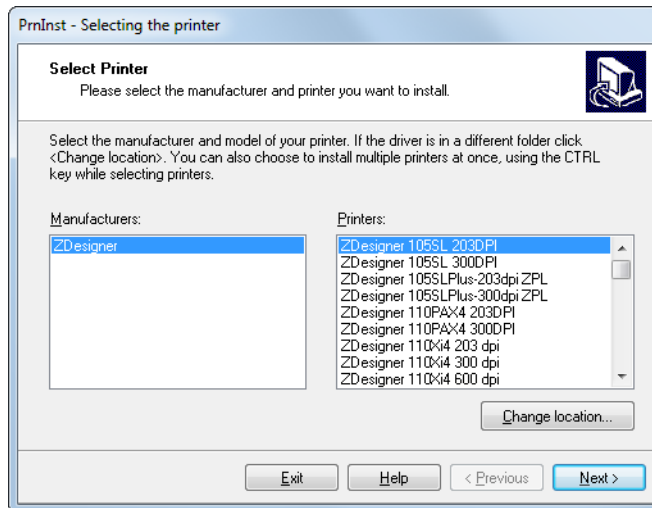 PrnInst - Selecting the printer
Select Printer
Please select the manufacturer and printer you want to install.
Select the manufacturer and model of your printer. If the driver is in a different folder click
<Change location>. You can also choose to install multiple printers at once, using the CTRL
key while selecting printers.
Manufacturers:
Printers:
ZDesigner
ZDesigner 105SL 203DPI
ZDesigner 105SL 300DPI
ZDesigner 105SLPlus-203dpi ZPL
ZDesigner 105SLPlus-300dpi ZPL
ZDesigner 110PAX4 203DPI
ZDesigner 110PAX4 300DPI
ZDesigner 110Xi4 203 dpi
ZDesigner 110Xi4 300 dpi
ZDesigner 110Xi4 600 dpi
Change location...
Exit
Help
< Previous
Next >